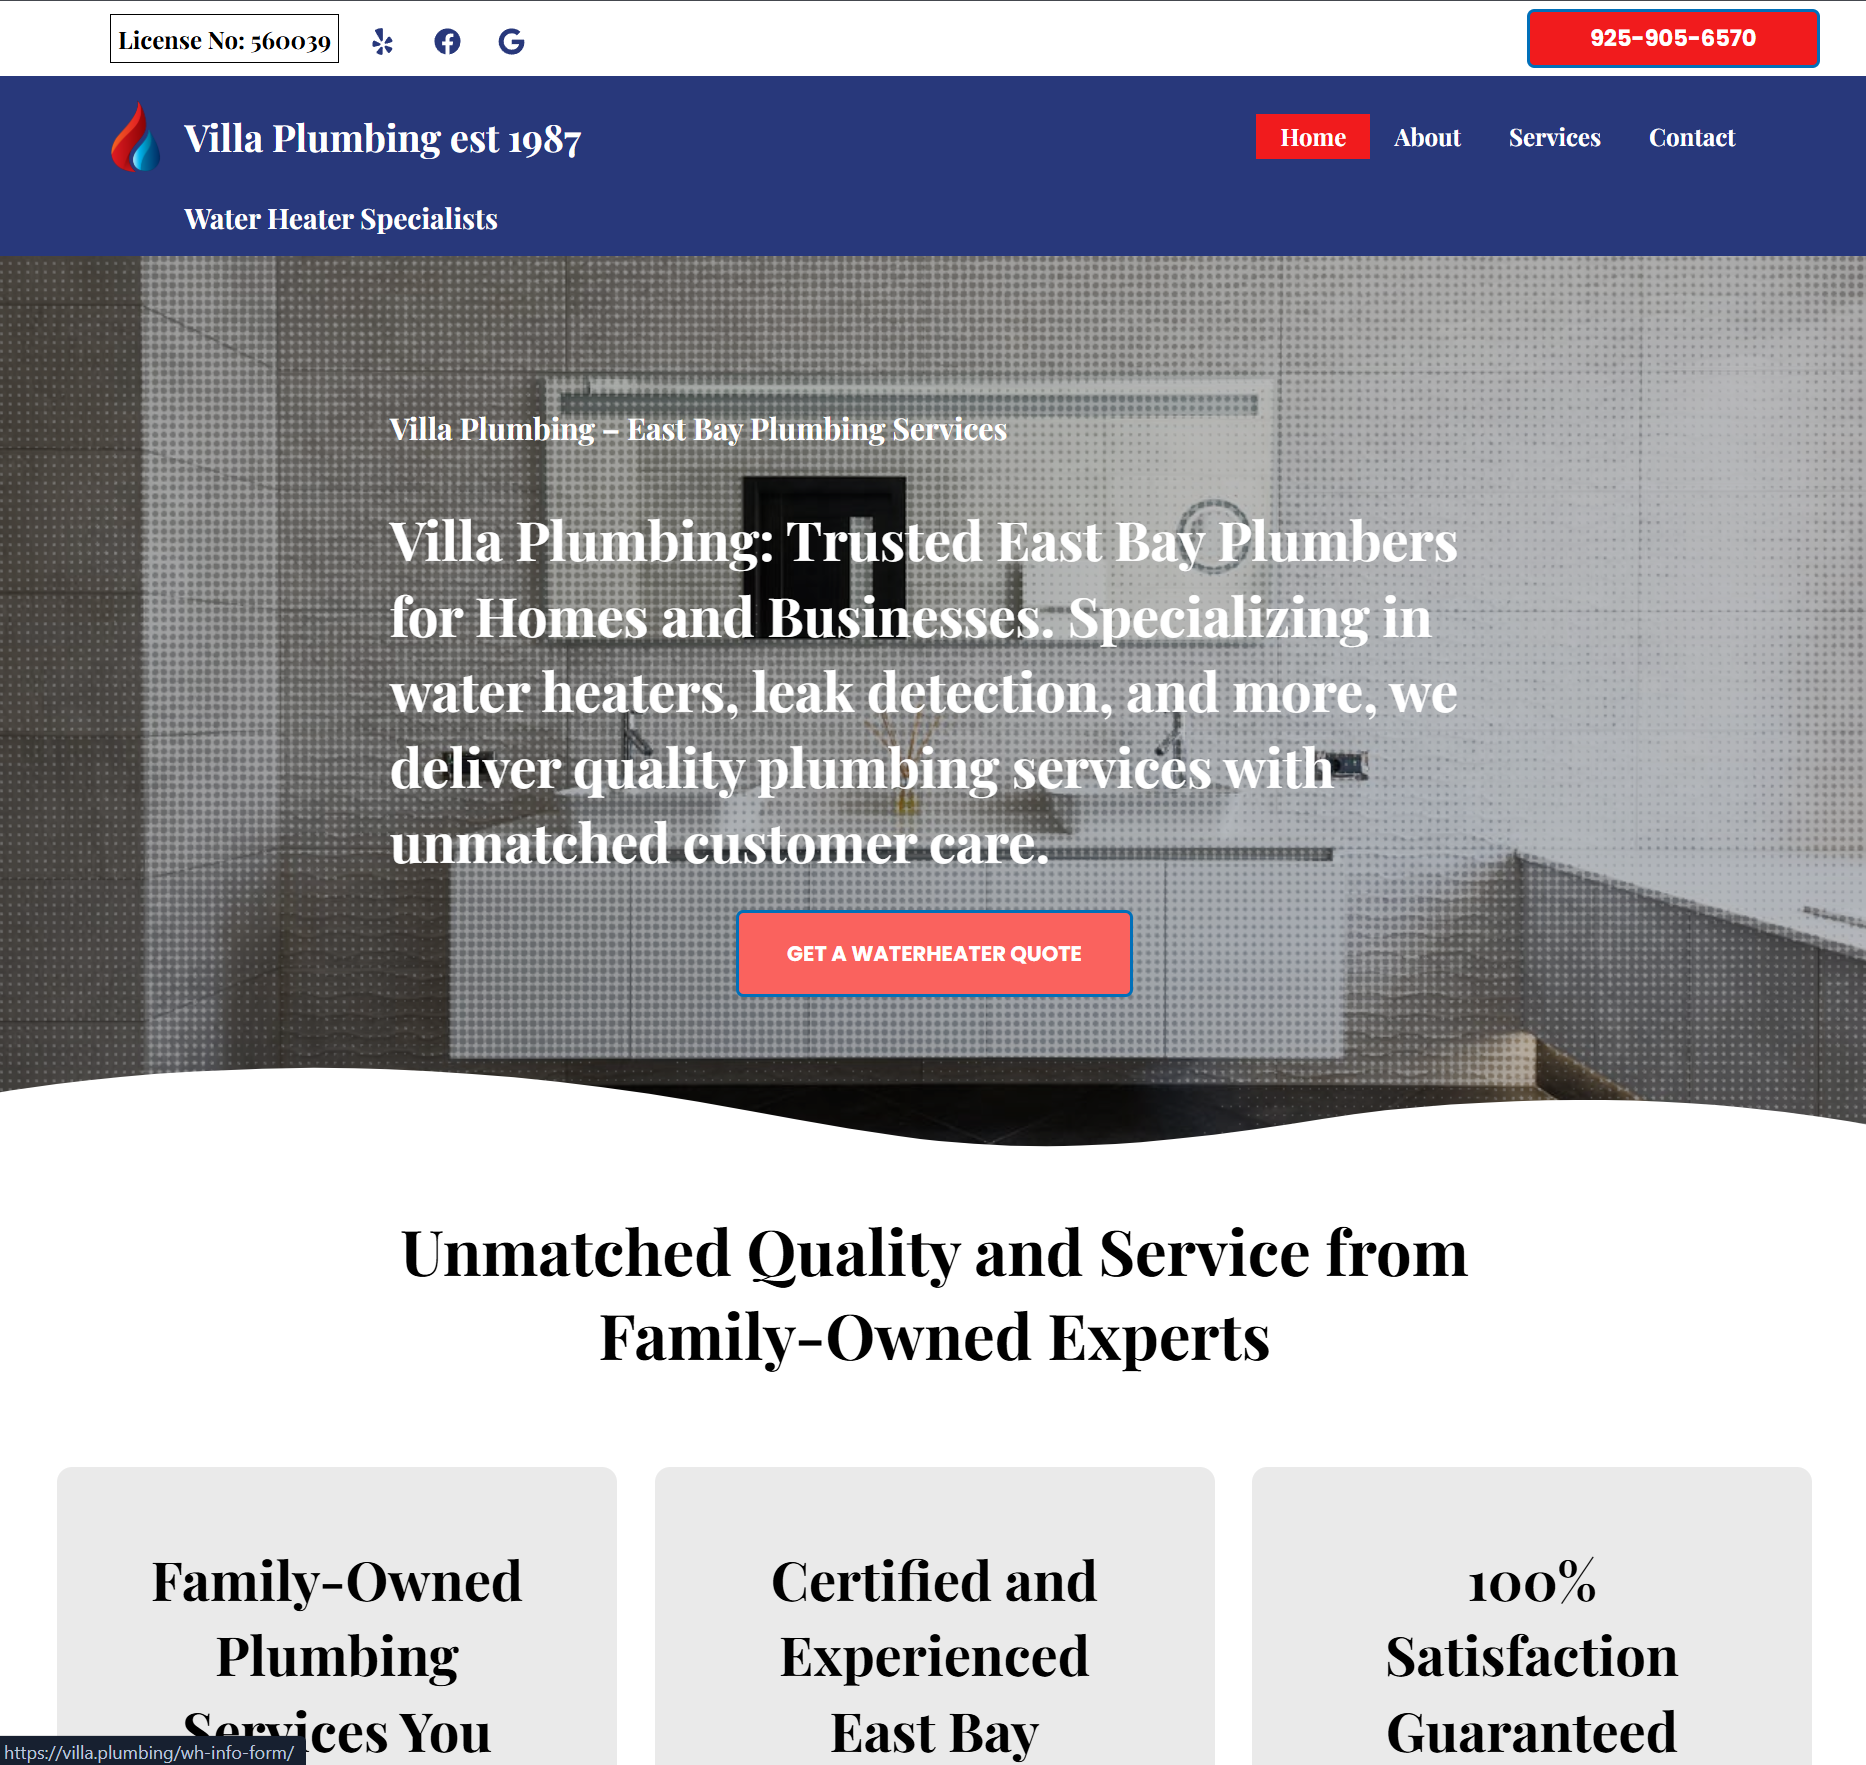 License No: 560039
925-905-6570
Villa Plumbing est 1987
Home About Services Contact
Water Heater Specialists
Villa Plumbing – East Bay Plumbing Services
Villa Plumbing: Trusted East Bay Plumbers
for Homes and Businesses. Specializing in
water heaters, leak detection, and more, we
deliver quality plumbing services with
unmatched customer care.
GET A WATERHEATER QUOTE
Unmatched Quality and Service from
Family-Owned Experts
Family-Owned
Plumbing
Services You
Certified and
Experienced
East Bay
100%
Satisfaction
Guaranteed
https://villa.plumbing/wh-info-form/